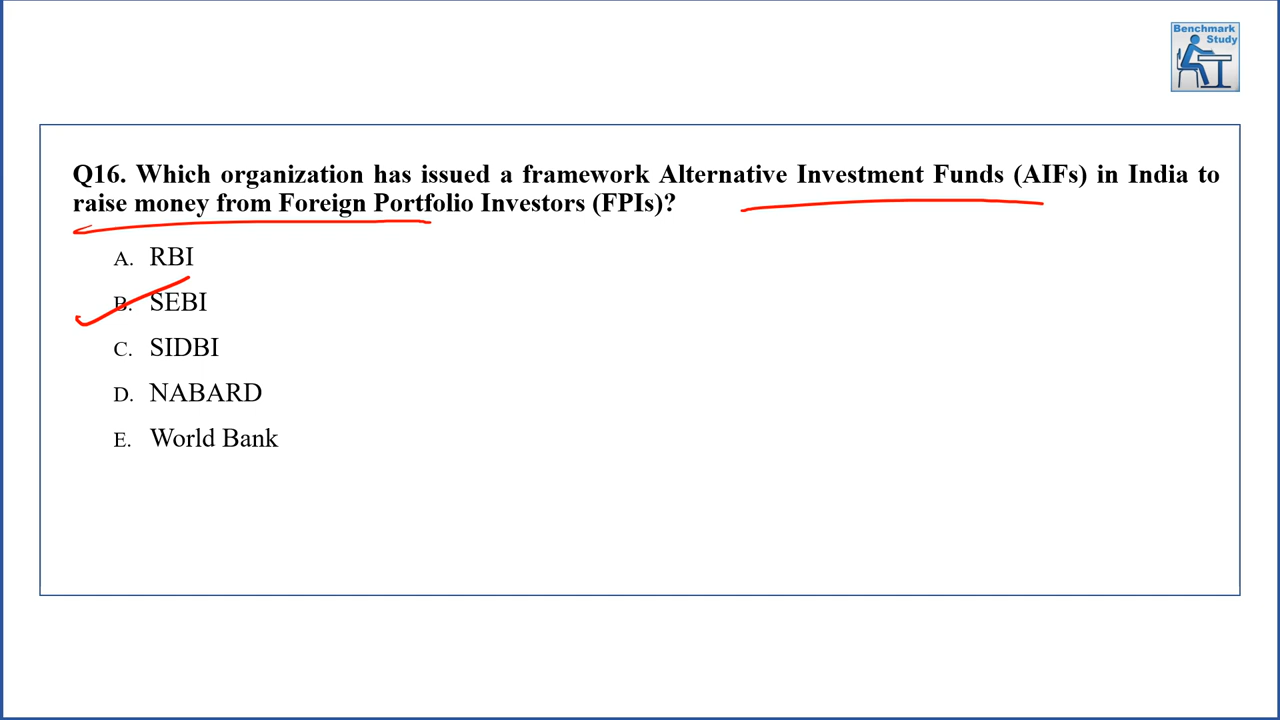 Benchmark
Study
Q16. Which organization has issued a framework Alternative Investment Funds (AIFs) in India to
raise money from Foreign Portfolio Investors (FPIs)?
A. RBI
B. SEBI
C. SIDBI
D. NABARD
E. World Bank